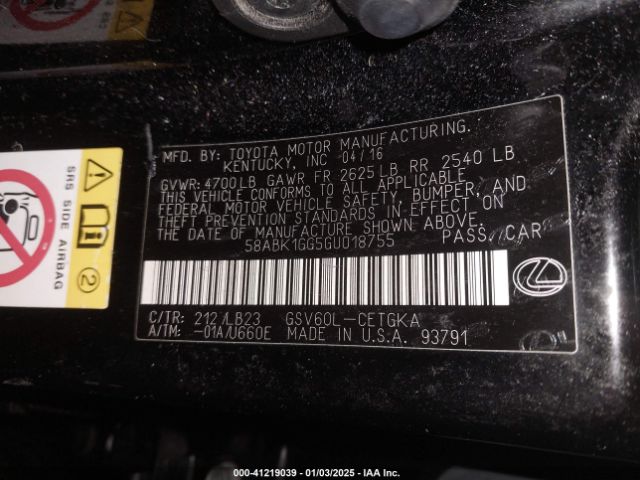 MFD. BY: TOYOTA MOTOR MANUFACTURING.
KENTUCKY, INC 04/16
GVWR: 4700LB GAWR FR 2625LB, RR 2540 LB
THIS VEHICLE CONFORMS TO ALL APPLICABLE
FEDERAL MOTOR VEHICLE SAFETY, BUMPER, AND
THEFT PREVENTION STANDARDS IN-EFFECT ON
THE DATE OF MANUFACTURE SHOWN ABOVE.
58ABK1GG5GU018755 PASS. CAR
C/TR: 212 /LB23 GSV60L-CETGKA
A/TM: -01A/U660E MADE IN U.S.A. 93791
SRS SIDE AIRBAG
2
000-41219039 - 01/03/2025 - IAA Inc.